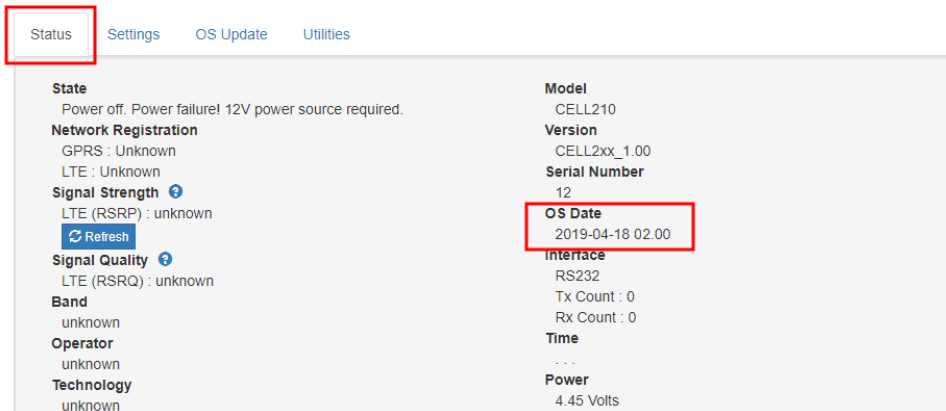 Status Settings OS Update Utilities
State
Power off. Power failure! 12V power source required.
Network Registration
GPRS : Unknown
LTE : Unknown
Signal Strength
LTE (RSRP) : unknown
Refresh
Signal Quality
LTE (RSRQ) : unknown
Band
unknown
Operator
unknown
Technology
unknown
Model
CELL210
Version
CELL2xx_1.00
Serial Number
12
OS Date
2019-04-18 02.00
Interface
RS232
Tx Count : 0
Rx Count : 0
Time
. . .
Power
4.45 Volts